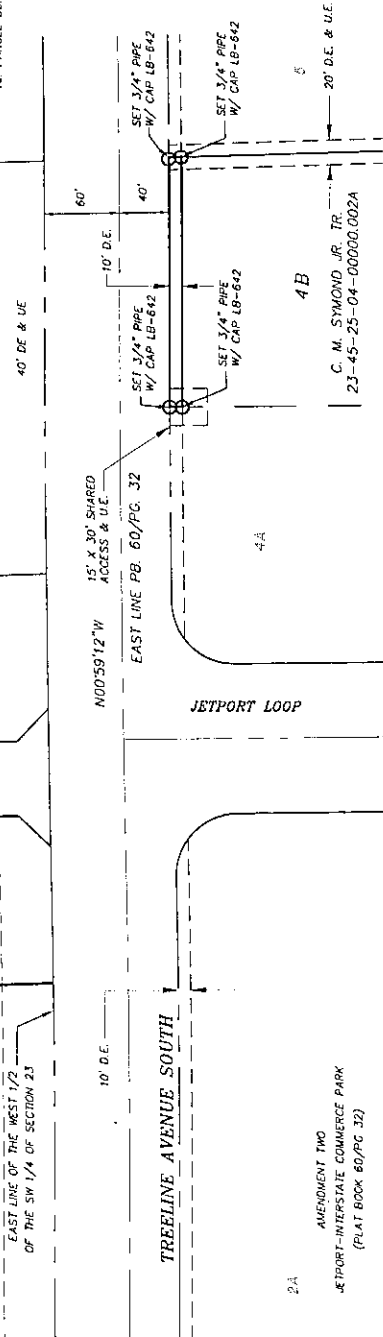 40' DE & UE
60'
40'
10' D.E.
SET 3/4" PIPE
W/ CAP LB-642
SET 3/4" PIPE
W/ CAP LB-642
SET 3/4" PIPE
W/ CAP LB-642
SET 3/4" PIPE
W/ CAP LB-642
20' D.E. & U.E.
5
4B
C. M. SYMOND JR. TR.
23-45-25-04-00000.002A
15' X 30' SHARED
ACCESS & U.E.
N00°59'12"W
EAST LINE PB. 60/PG. 32
4A
JETPORT LOOP
EAST LINE OF THE WEST 1/2
OF THE SW 1/4 OF SECTION 23
10' D.E.
TREELINE AVENUE SOUTH
2A
AMENDMENT TWO
JETPORT-INTERSTATE COMMERCE PARK
(PLAT BOOK 60/PG 32)